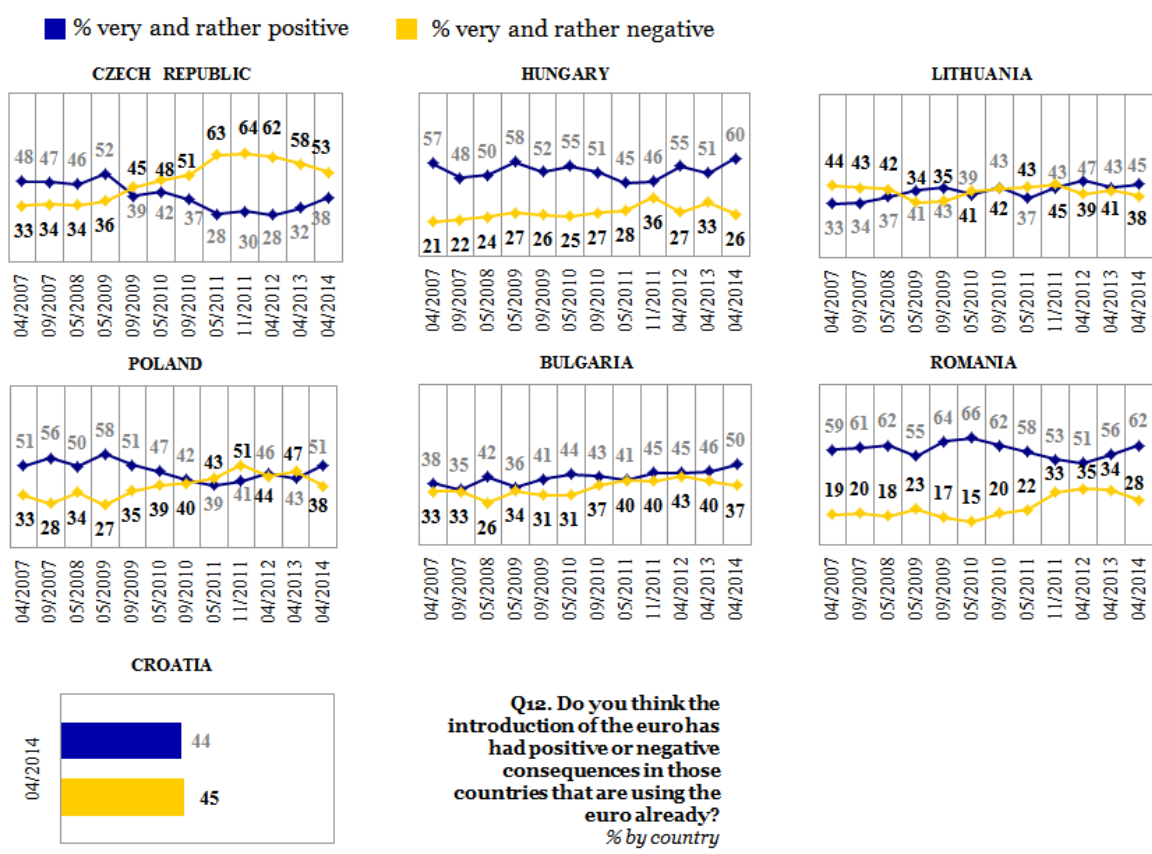 % very and rather positive % very and rather negative
CZECH REPUBLIC
48 47 46 52 45 48 51 63 64 62 58 53
33 34 34 36 39 42 37 28 30 28 32 38
04/2007 09/2007 05/2008 05/2009 09/2009 05/2010 09/2010 05/2011 11/2011 04/2012 04/2013 04/2014
HUNGARY
57 48 50 58 52 55 51 45 46 55 51 60
21 22 24 27 26 25 27 28 36 27 33 26
04/2007 09/2007 05/2008 05/2009 09/2009 05/2010 09/2010 05/2011 11/2011 04/2012 04/2013 04/2014
LITHUANIA
44 43 42 34 35 39 43 43 43 47 43 45
33 34 37 41 43 41 42 37 45 39 41 38
04/2007 09/2007 05/2008 05/2009 09/2009 05/2010 09/2010 05/2011 11/2011 04/2012 04/2013 04/2014
POLAND
51 56 50 58 51 47 42 43 51 46 47 51
33 28 34 27 35 39 40 39 41 44 43 38
04/2007 09/2007 05/2008 05/2009 09/2009 05/2010 09/2010 05/2011 11/2011 04/2012 04/2013 04/2014
BULGARIA
38 35 42 36 41 44 43 41 45 45 46 50
33 33 26 34 31 31 37 40 40 43 40 37
04/2007 09/2007 05/2008 05/2009 09/2009 05/2010 09/2010 05/2011 11/2011 04/2012 04/2013 04/2014
ROMANIA
59 61 62 55 64 66 62 58 53 51 56 62
19 20 18 23 17 15 20 22 33 35 34 28
04/2007 09/2007 05/2008 05/2009 09/2009 05/2010 09/2010 05/2011 11/2011 04/2012 04/2013 04/2014
CROATIA
04/2014
44
45
Q12. Do you think the
introduction of the euro has
had positive or negative
consequences in those
countries that are using the
euro already?
% by country